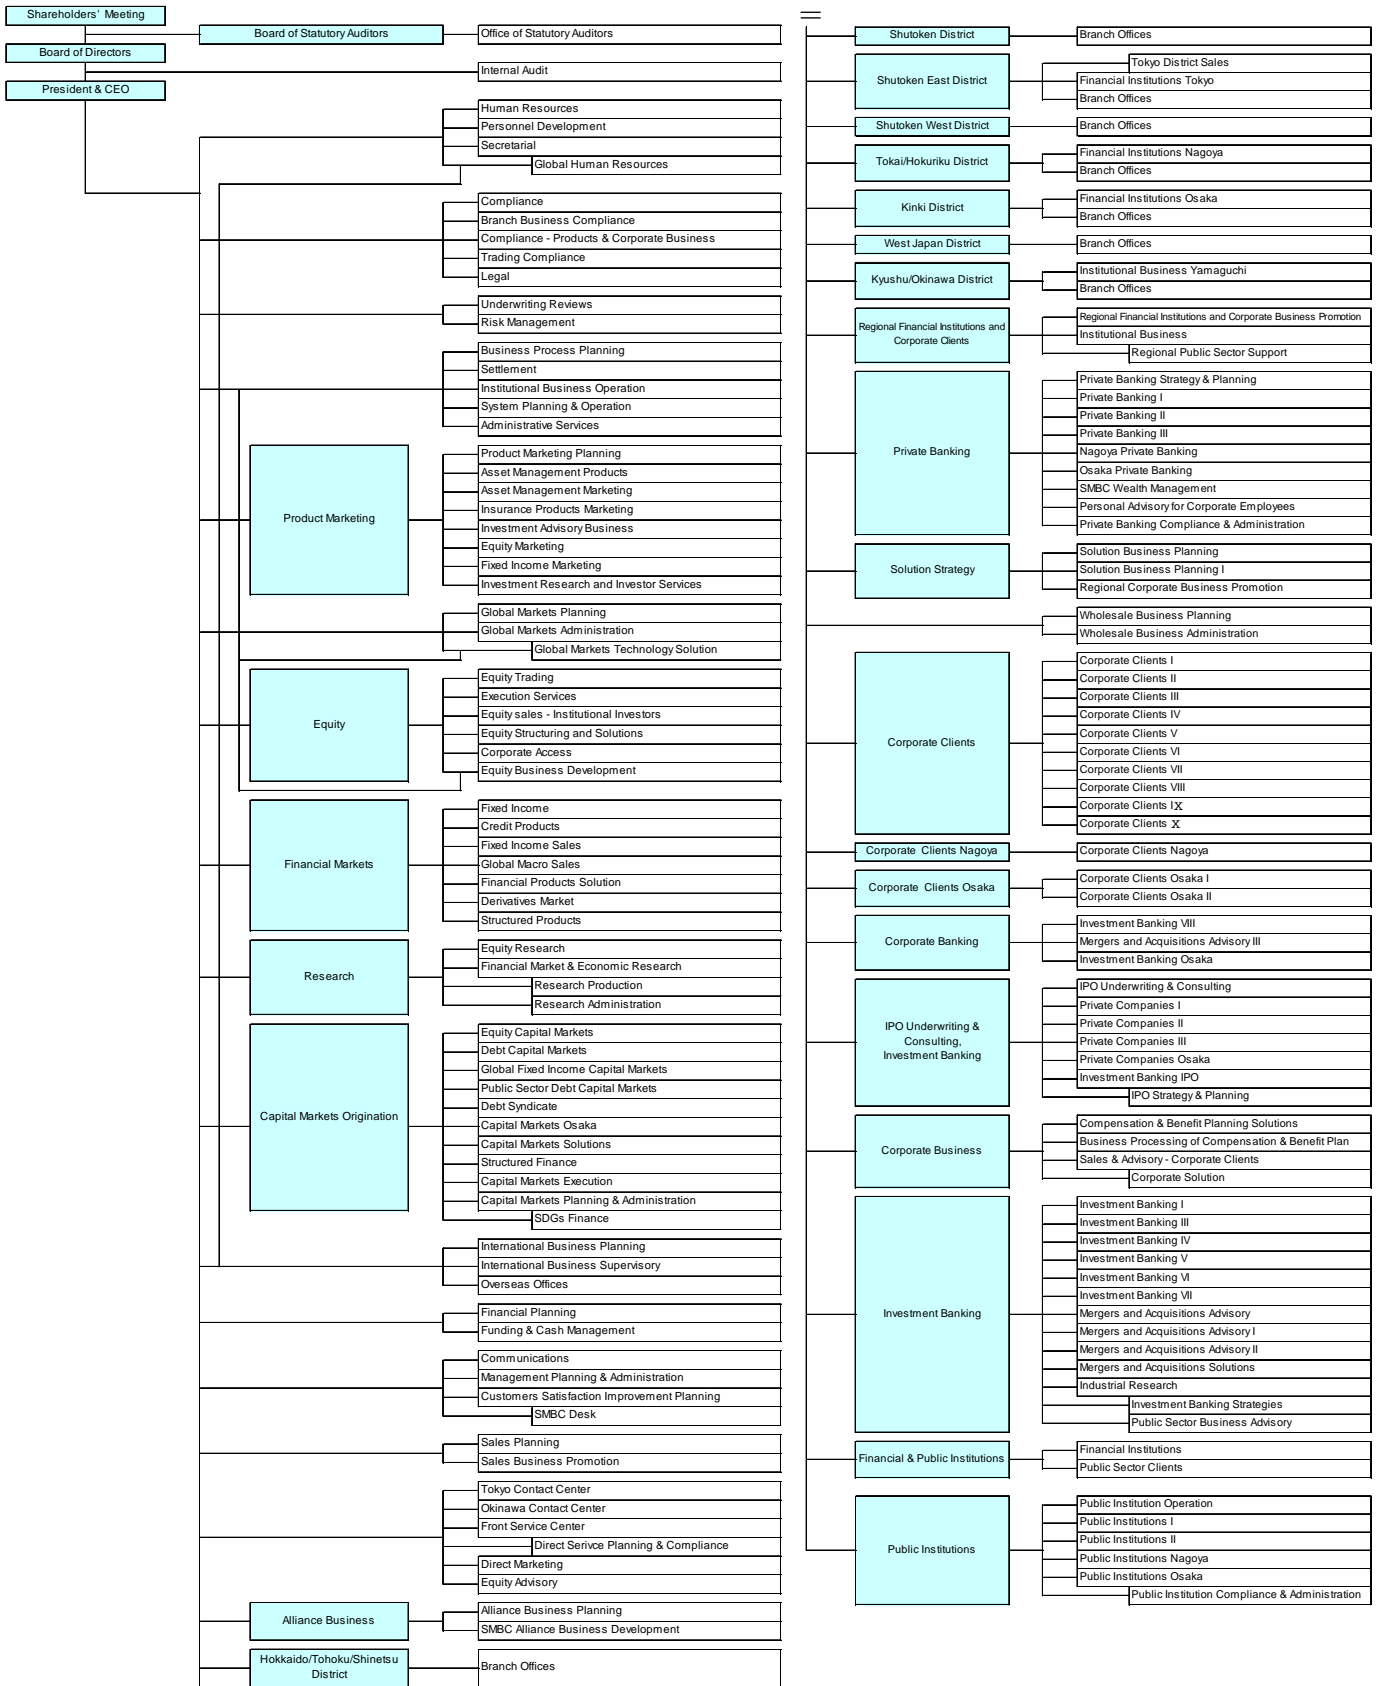 Shareholders' Meeting
Board of Statutory Auditors
Office of Statutory Auditors
Board of Directors
Internal Audit
President & CEO
Human Resources
Personnel Development
Secretarial
Global Human Resources
Compliance
Branch Business Compliance
Compliance - Products & Corporate Business
Trading Compliance
Legal
Underwriting Reviews
Risk Management
Business Process Planning
Settlement
Institutional Business Operation
System Planning & Operation
Administrative Services
Product Marketing
Product Marketing Planning
Asset Management Products
Asset Management Marketing
Insurance Products Marketing
Investment Advisory Business
Equity Marketing
Fixed Income Marketing
Investment Research and Investor Services
Global Markets Planning
Global Markets Administration
Global Markets Technology Solution
Equity
Equity Trading
Execution Services
Equity sales - Institutional Investors
Equity Structuring and Solutions
Corporate Access
Equity Business Development
Financial Markets
Fixed Income
Credit Products
Fixed Income Sales
Global Macro Sales
Financial Products Solution
Derivatives Market
Structured Products
Research
Equity Research
Financial Market & Economic Research
Research Production
Research Administration
Capital Markets Origination
Equity Capital Markets
Debt Capital Markets
Global Fixed Income Capital Markets
Public Sector Debt Capital Markets
Debt Syndicate
Capital Markets Osaka
Capital Markets Solutions
Structured Finance
Capital Markets Execution
Capital Markets Planning & Administration
SDGs Finance
International Business Planning
International Business Supervisory
Overseas Offices
Financial Planning
Funding & Cash Management
Communications
Management Planning & Administration
Customers Satisfaction Improvement Planning
SMBC Desk
Sales Planning
Sales Business Promotion
Tokyo Contact Center
Okinawa Contact Center
Front Service Center
Direct Serivce Planning & Compliance
Direct Marketing
Equity Advisory
Alliance Business
Alliance Business Planning
SMBC Alliance Business Development
Hokkaido/Tohoku/Shinetsu
District
Branch Offices
Shutoken District
Branch Offices
Shutoken East District
Tokyo District Sales
Financial Institutions Tokyo
Branch Offices
Shutoken West District
Branch Offices
Tokai/Hokuriku District
Financial Institutions Nagoya
Branch Offices
Kinki District
Financial Institutions Osaka
Branch Offices
West Japan District
Branch Offices
Kyushu/Okinawa District
Institutional Business Yamaguchi
Branch Offices
Regional Financial Institutions and
Corporate Clients
Regional Financial Institutions and Corporate Business Promotion
Institutional Business
Regional Public Sector Support
Private Banking
Private Banking Strategy & Planning
Private Banking I
Private Banking II
Private Banking III
Nagoya Private Banking
Osaka Private Banking
SMBC Wealth Management
Personal Advisory for Corporate Employees
Private Banking Compliance & Administration
Solution Strategy
Solution Business Planning
Solution Business Planning I
Regional Corporate Business Promotion
Wholesale Business Planning
Wholesale Business Administration
Corporate Clients
Corporate Clients I
Corporate Clients II
Corporate Clients III
Corporate Clients IV
Corporate Clients V
Corporate Clients VI
Corporate Clients VII
Corporate Clients VIII
Corporate Clients IX
Corporate Clients X
Corporate Clients Nagoya
Corporate Clients Nagoya
Corporate Clients Osaka
Corporate Clients Osaka I
Corporate Clients Osaka II
Corporate Banking
Investment Banking VIII
Mergers and Acquisitions Advisory III
Investment Banking Osaka
IPO Underwriting &
Consulting,
Investment Banking
IPO Underwriting & Consulting
Private Companies I
Private Companies II
Private Companies III
Private Companies Osaka
Investment Banking IPO
IPO Strategy & Planning
Corporate Business
Compensation & Benefit Planning Solutions
Business Processing of Compensation & Benefit Plan
Sales & Advisory - Corporate Clients
Corporate Solution
Investment Banking
Investment Banking I
Investment Banking III
Investment Banking IV
Investment Banking V
Investment Banking VI
Investment Banking VII
Mergers and Acquisitions Advisory
Mergers and Acquisitions Advisory I
Mergers and Acquisitions Advisory II
Mergers and Acquisitions Solutions
Industrial Research
Investment Banking Strategies
Public Sector Business Advisory
Financial & Public Institutions
Financial Institutions
Public Sector Clients
Public Institutions
Public Institution Operation
Public Institutions I
Public Institutions II
Public Institutions Nagoya
Public Institutions Osaka
Public Institution Compliance & Administration